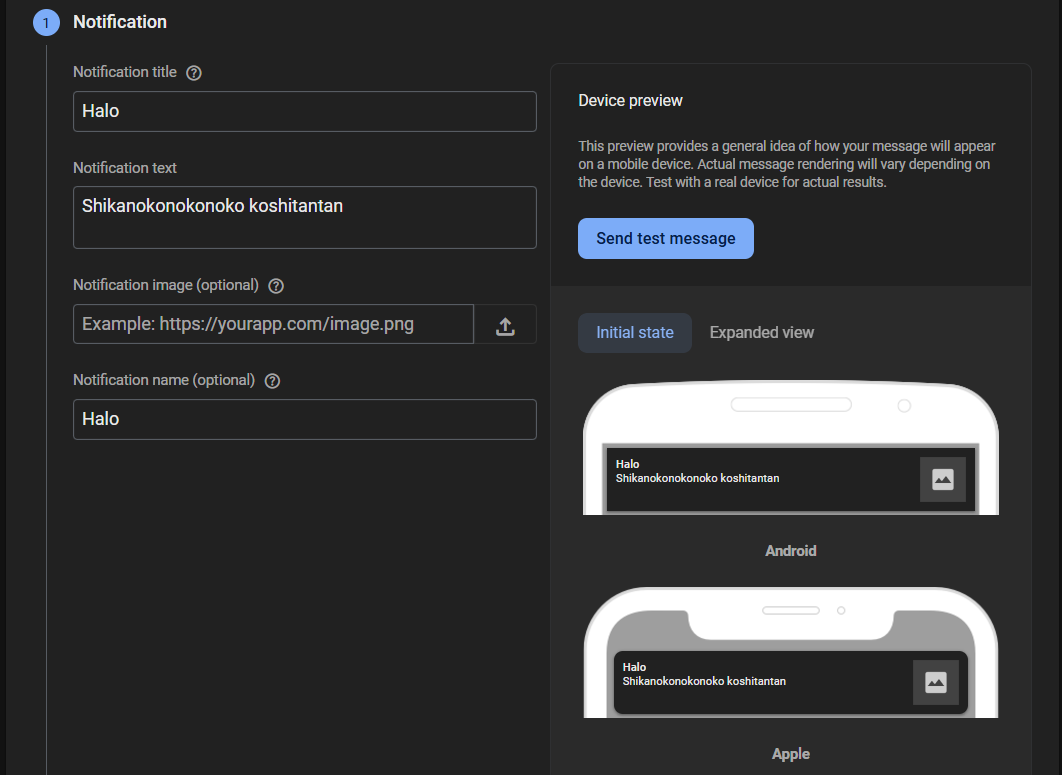 1 Notification
Notification title
Halo
Notification text
Shikanokonokonoko koshitantan
Notification image (optional)
Example: https://yourapp.com/image.png
Notification name (optional)
Halo
Device preview
This preview provides a general idea of how your message will appear
on a mobile device. Actual message rendering will vary depending on
the device. Test with a real device for actual results.
Send test message
Initial state Expanded view
Halo
Shikanokonokonoko koshitantan
Android
Halo
Shikanokonokonoko koshitantan
Apple